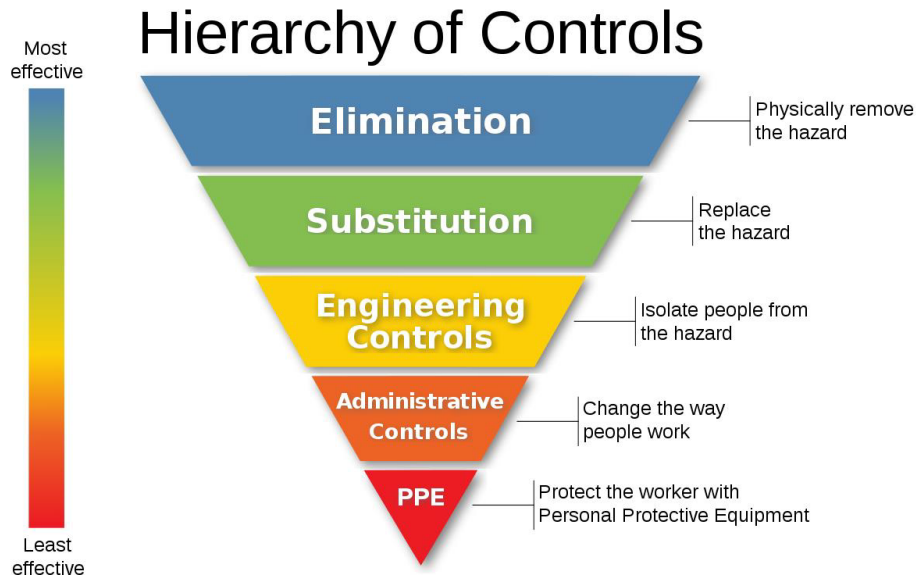 Hierarchy of Controls
Most
effective
Elimination
Physically remove
the hazard
Substitution
Replace
the hazard
Engineering
Controls
Isolate people from
the hazard
Administrative
Controls
Change the way
people work
PPE
Protect the worker with
Personal Protective Equipment
Least
effective